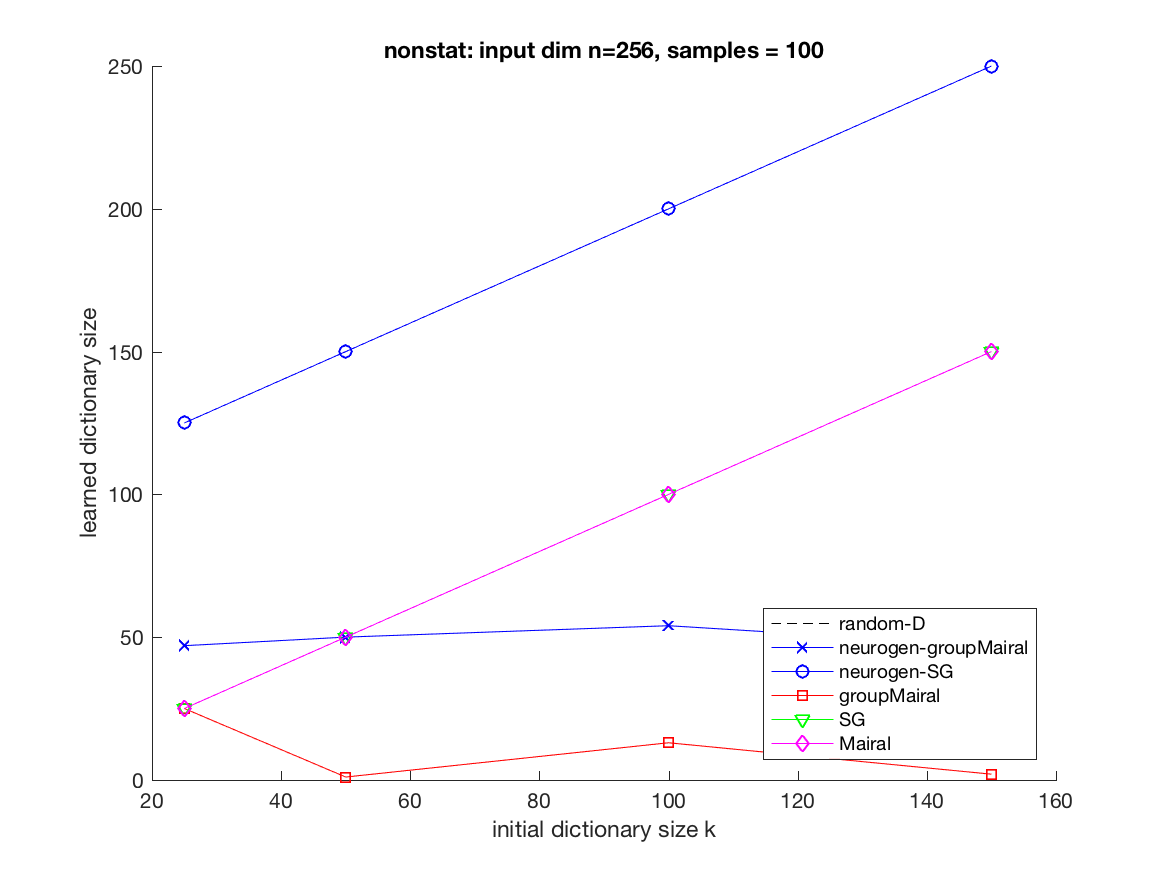 nonstat: input dim n=256, samples = 100
250
200
150
100
50
0
learned dictionary size
20
40
60
80
100
120
140
160
initial dictionary size k
random-D
neurogen-groupMairal
neurogen-SG
groupMairal
SG
Mairal